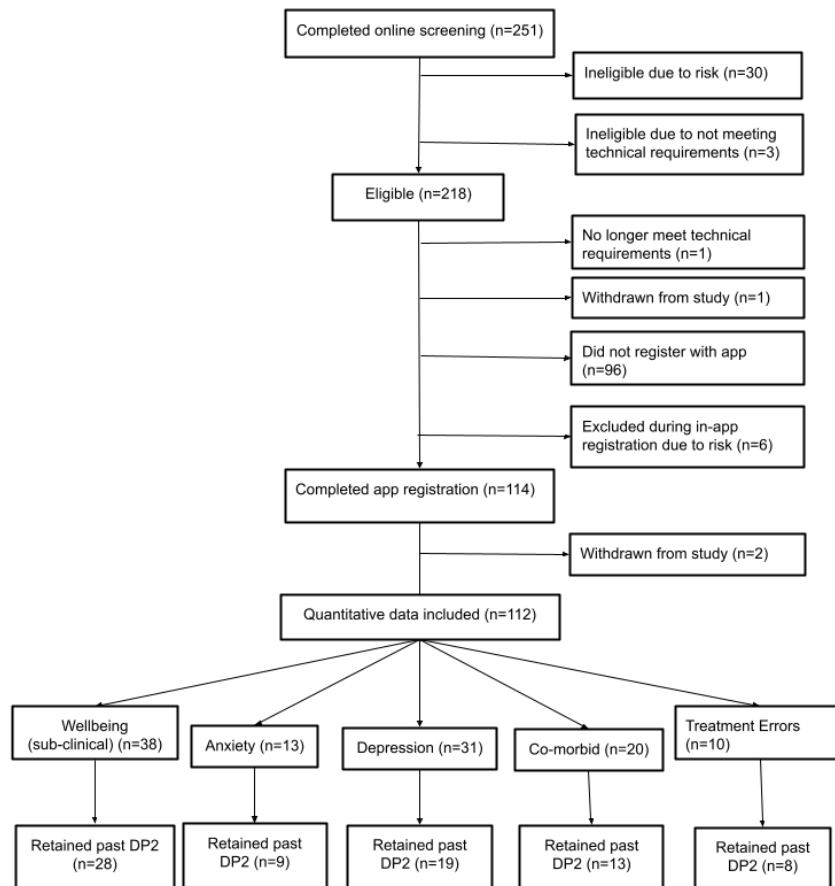 Completed online screening (n=251)
Ineligible due to risk (n=30)
Ineligible due to not meeting
technical requirements (n=3)
Eligible (n=218)
No longer meet technical
requirements (n=1)
Withdrawn from study (n=1)
Did not register with app
(n=96)
Excluded during in-app
registration due to risk (n=6)
Completed app registration (n=114)
Withdrawn from study (n=2)
Quantitative data included (n=112)
Wellbeing
(sub-clinical) (n=38)
Anxiety (n=13)
Depression (n=31)
Co-morbid (n=20)
Treatment Errors
(n=10)
Retained past DP2
(n=28)
Retained past
DP2 (n=9)
Retained past
DP2 (n=19)
Retained past
DP2 (n=13)
Retained past
DP2 (n=8)